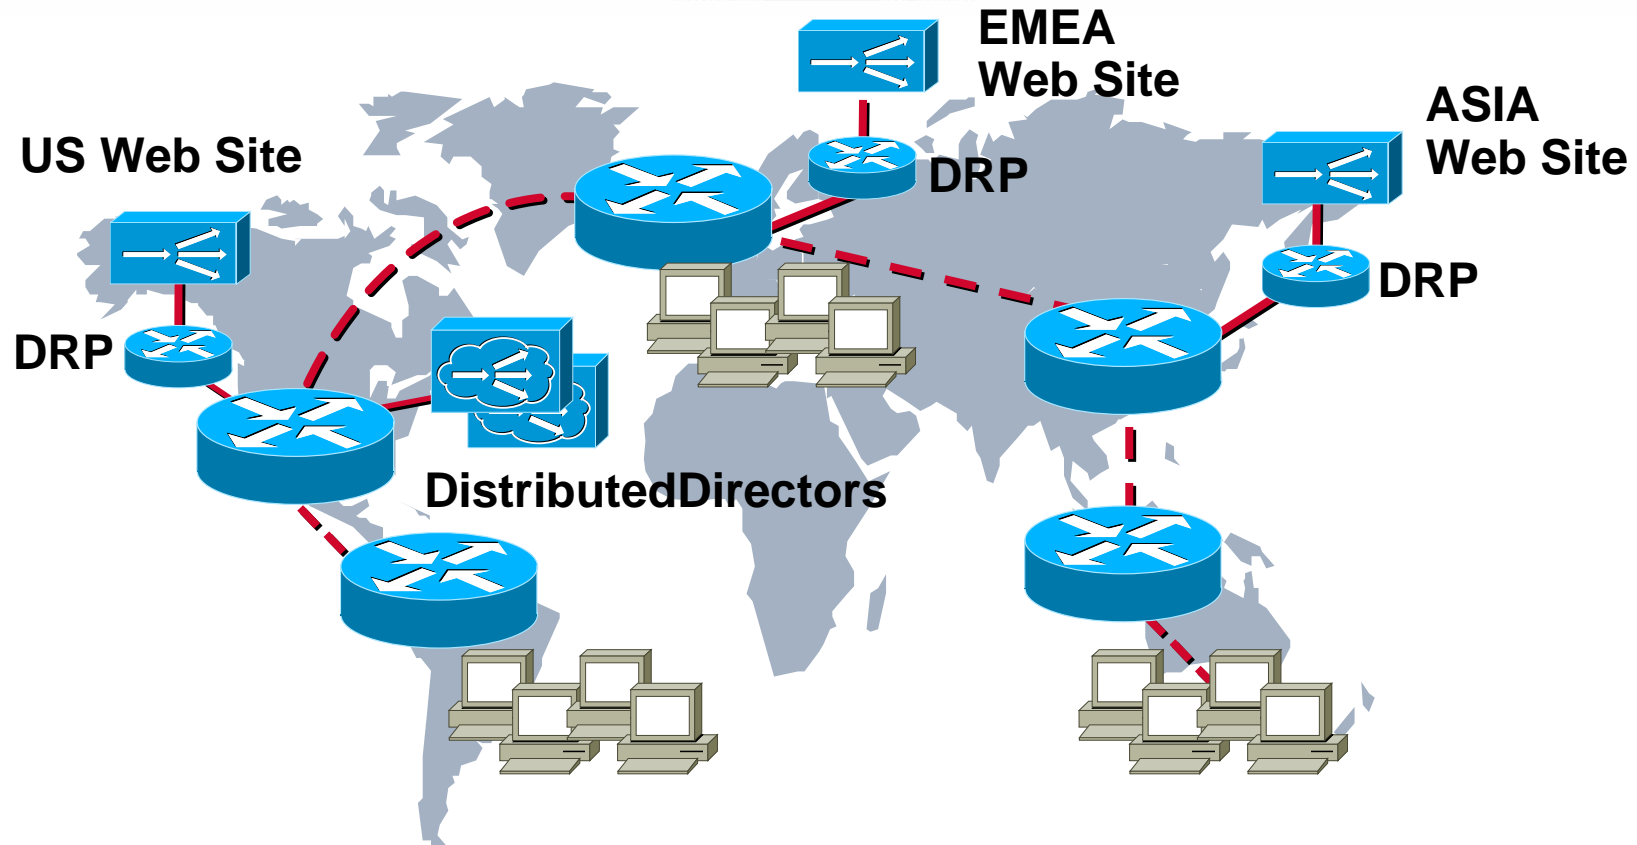 EMEA
Web Site
ASIA
Web Site
US Web Site
DRP
DRP
DRP
DistributedDirectors